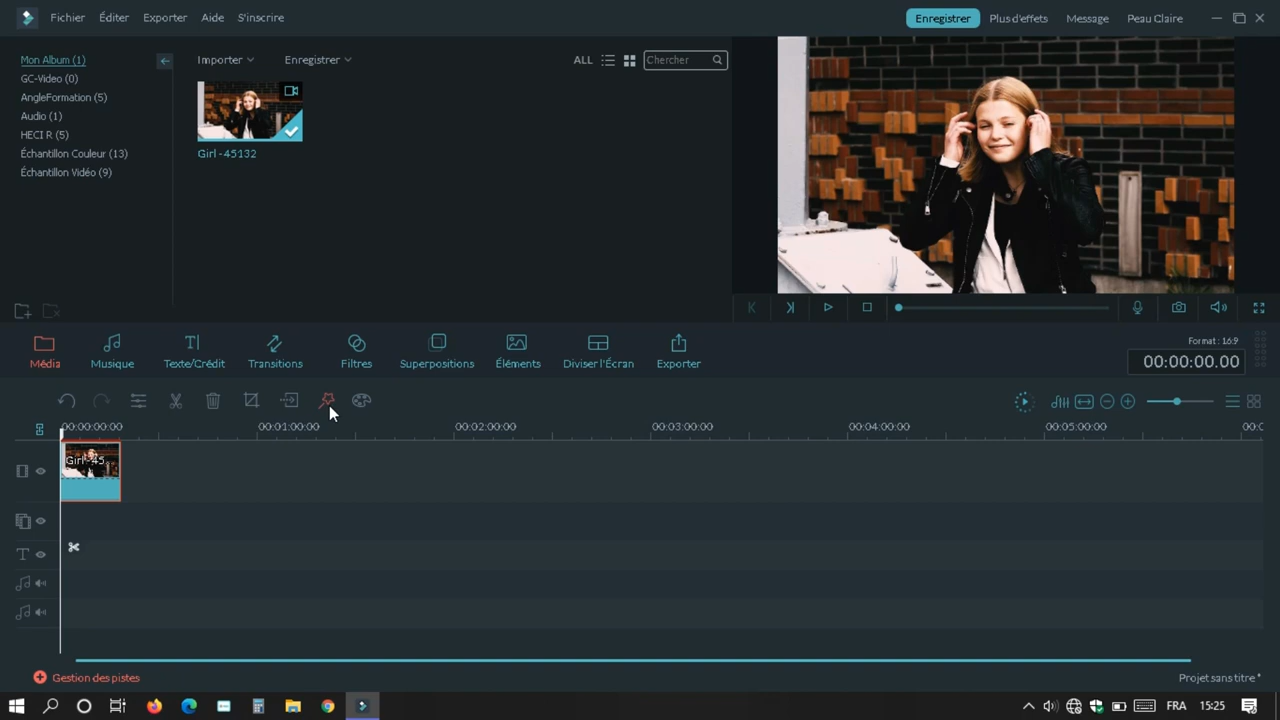 Fichier Éditer Exporter Aide S'inscrire Enregistrer Plus d'effets Message Peau Claire
Mon Album (1)
GC-Video (0)
AngleFormation (5)
Audio (1)
HECI R (5)
Échantillon Couleur (13)
Échantillon Vidéo (9)
Importer Enregistrer ALL Chercher
Girl -45132
Média Musique Texte/Crédit Transitions Filtres Superpositions Éléments Diviser l'Écran Exporter
Format : 16:9
00:00:00.00
00:00:00:00 00:01:00:00 00:02:00:00 00:03:00:00 00:04:00:00 00:05:00:00
Girl -45...
Gestion des pistes
Projet sans titre *
FRA 15:25